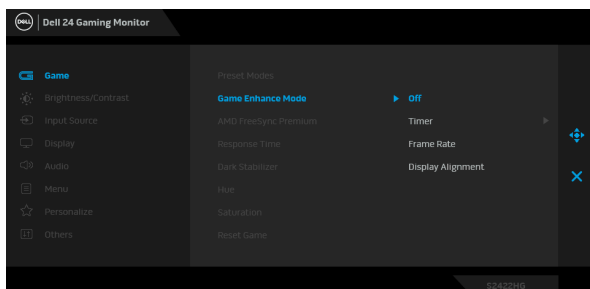 DELL Dell 24 Gaming Monitor
Game
Brightness/Contrast
Input Source
Display
Audio
Menu
Personalize
Others
Preset Modes
Game Enhance Mode
AMD FreeSync Premium
Response Time
Dark Stabilizer
Hue
Saturation
Reset Game
Off
Timer
Frame Rate
Display Alignment
S2422HG